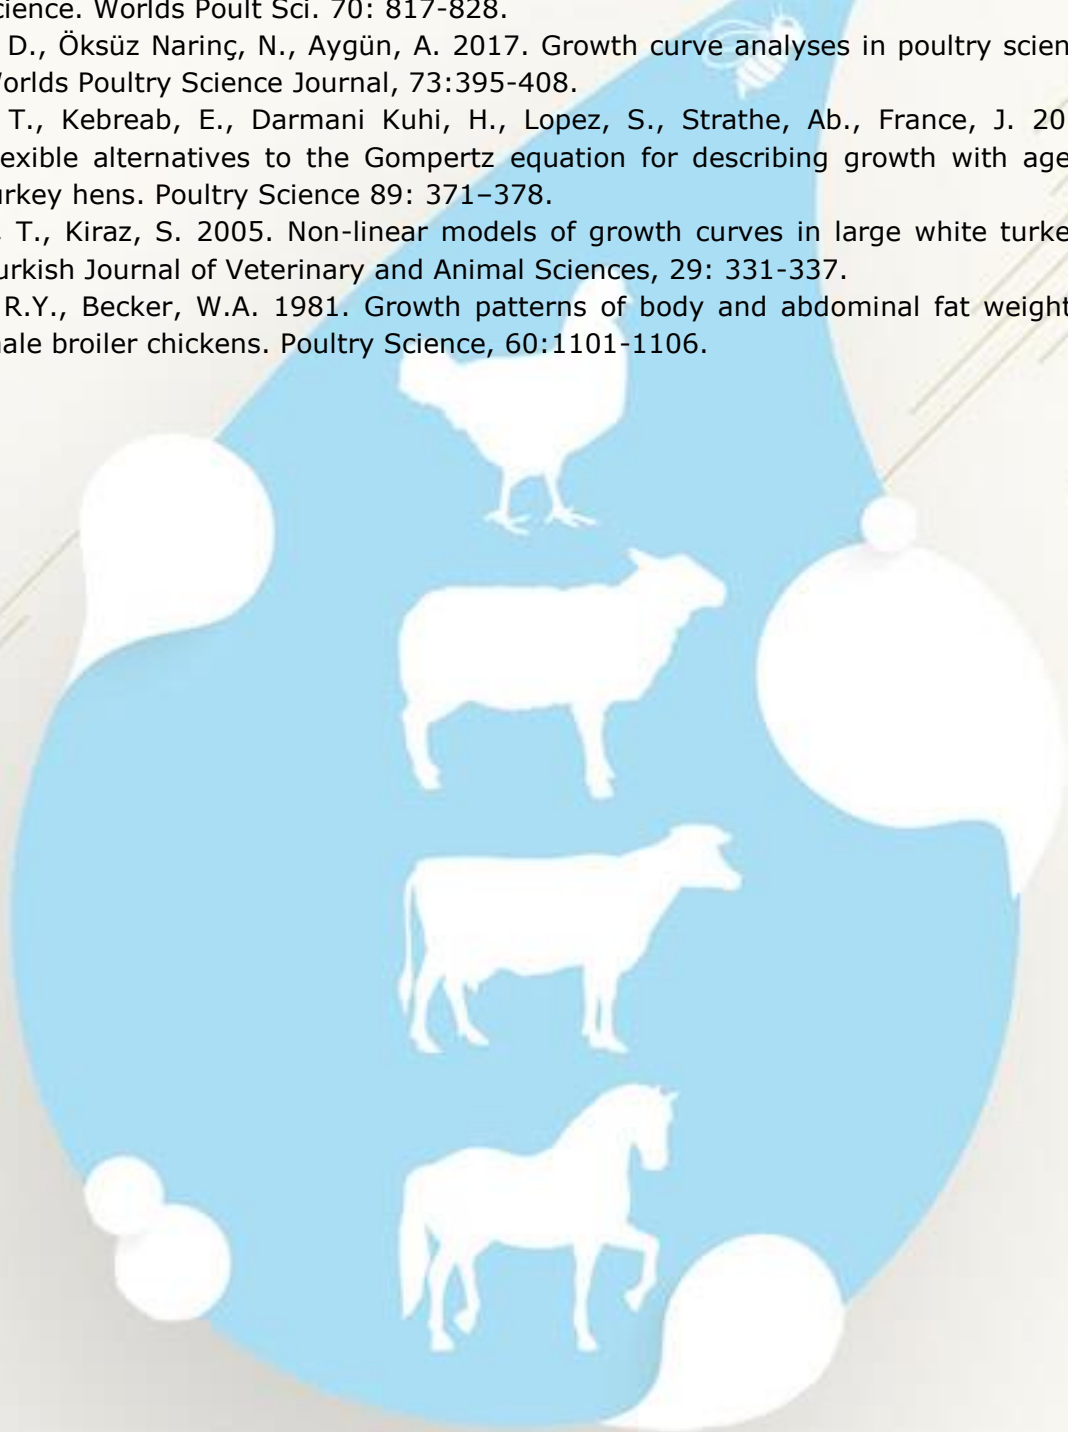 cience. Worlds Poult Sci. 70: 817-828.
D., Öksüz Narinç, N., Aygün, A. 2017. Growth curve analyses in poultry scien
Worlds Poultry Science Journal, 73:395-408.
T., Kebreab, E., Darmani Kuhi, H., Lopez, S., Strathe, Ab., France, J. 20
lexible alternatives to the Gompertz equation for describing growth with age
urkey hens. Poultry Science 89: 371–378.
T., Kiraz, S. 2005. Non-linear models of growth curves in large white turke
urkish Journal of Veterinary and Animal Sciences, 29: 331-337.
R.Y., Becker, W.A. 1981. Growth patterns of body and abdominal fat weight
male broiler chickens. Poultry Science, 60:1101-1106.